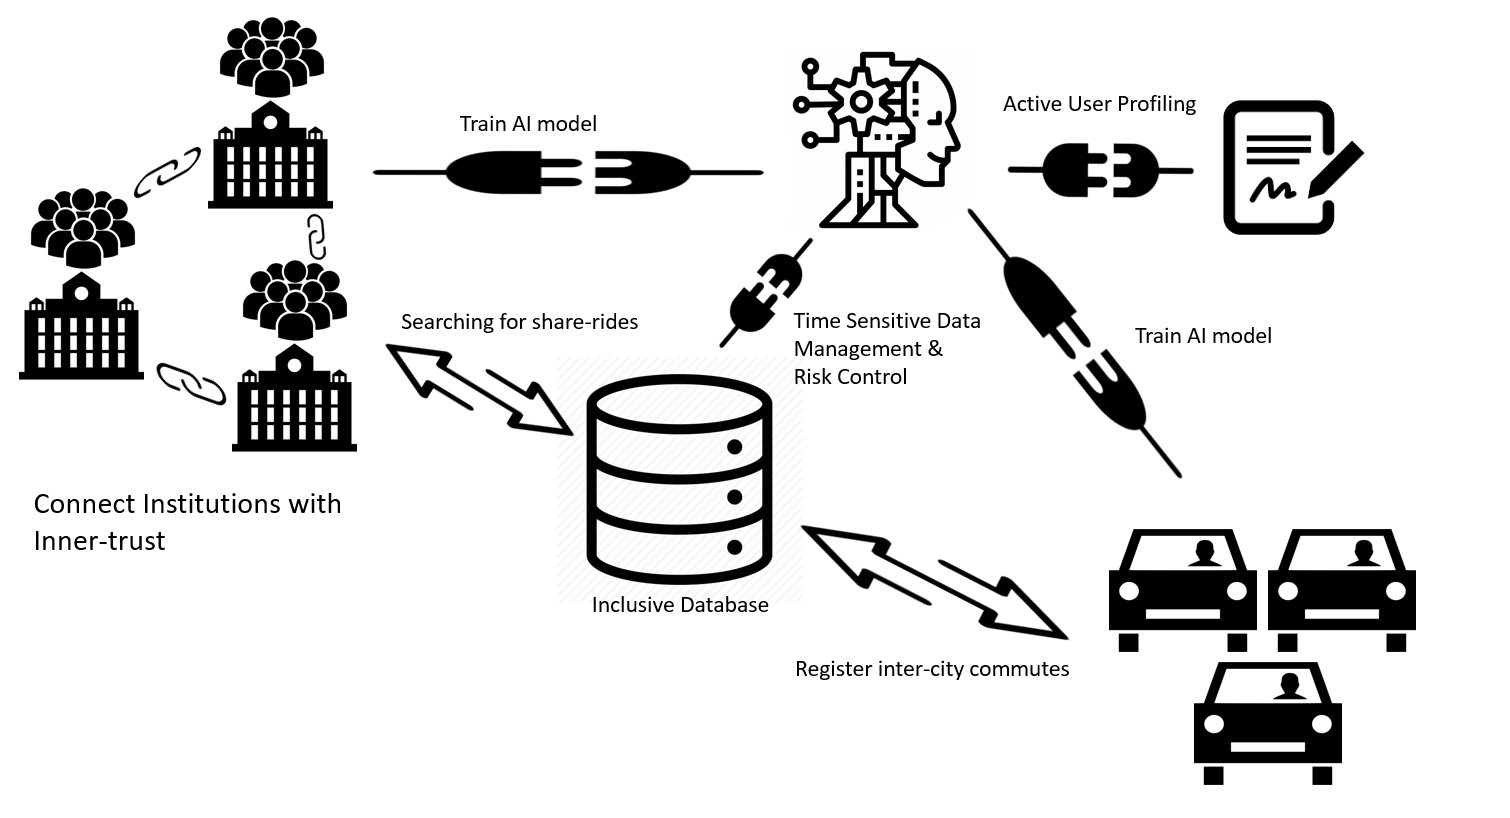 Train AI model
Active User Profiling
Searching for share-rides
Time Sensitive Data
Management &
Risk Control
Train AI model
Connect Institutions with
Inner-trust
Inclusive Database
Register inter-city commutes